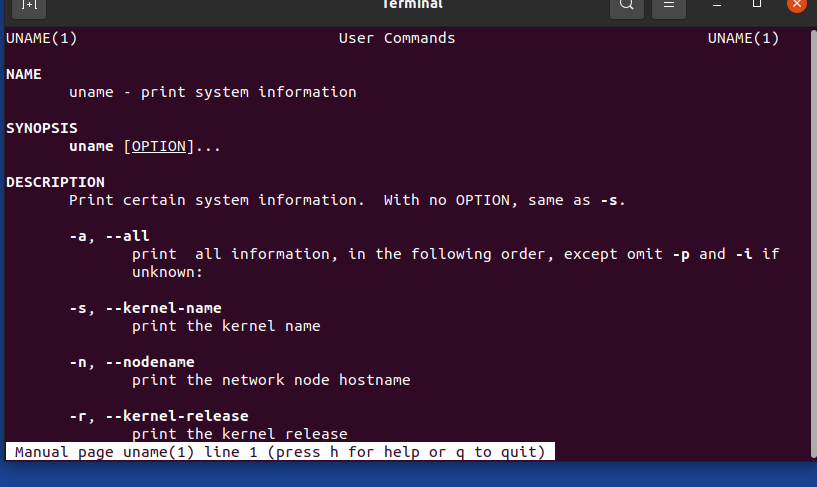 Terminal
UNAME(1) User Commands UNAME(1)
NAME
uname - print system information
SYNOPSIS
uname [OPTION]...
DESCRIPTION
Print certain system information.  With no OPTION, same as -s.
-a, --all
print  all information, in the following order, except omit -p and -i if
unknown:
-s, --kernel-name
print the kernel name
-n, --nodename
print the network node hostname
-r, --kernel-release
print the kernel release
Manual page uname(1) line 1 (press h for help or q to quit)